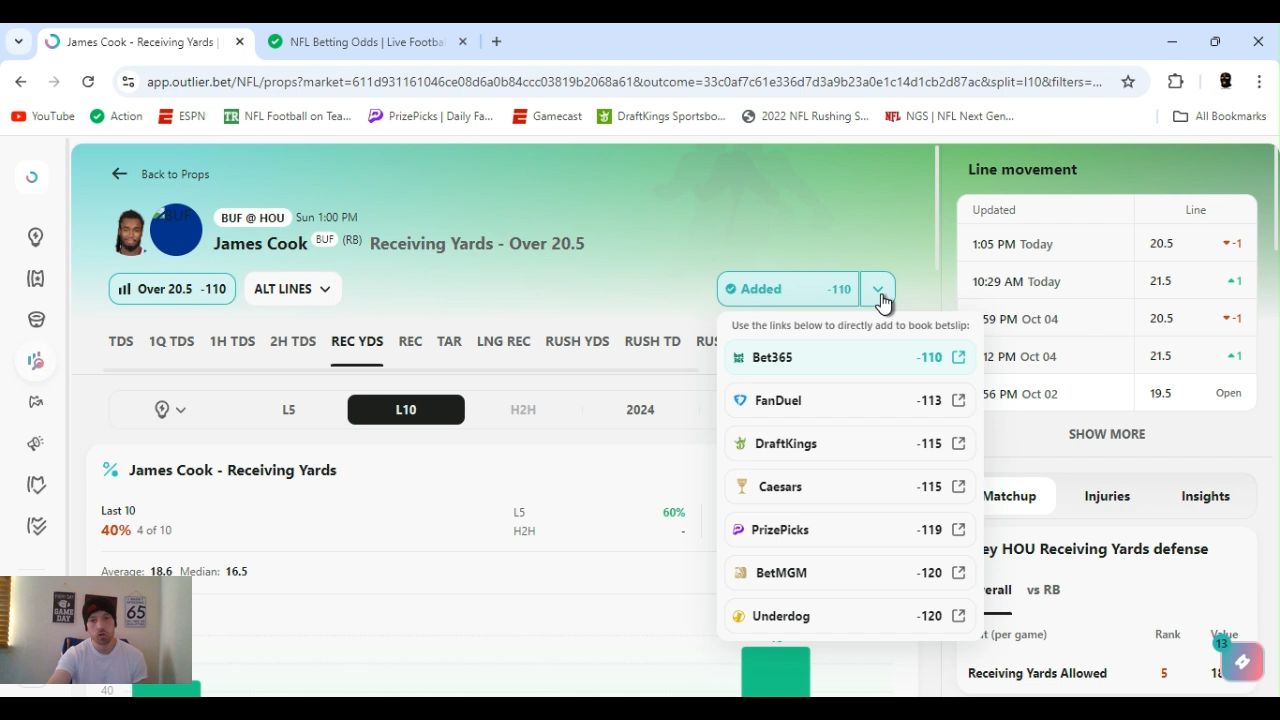 James Cook - Receiving Yards |
NFL Betting Odds | Live Footba
app.outlier.bet/NFL/props?market=611d931161046ce08d6a0b84ccc03819b2068a61&outcome=33c0af7c61e336d7d3a9b23a0e1c14d1cb2d87ac&split=l10&filters=...
YouTube Action ESPN NFL Football on Tea... PrizePicks | Daily Fa... Gamecast DraftKings Sportsbo... 2022 NFL Rushing S... NFL NGS | NFL Next Gen... All Bookmarks
Back to Props
BUF @ HOU Sun 1:00 PM
James Cook BUF (RB) Receiving Yards - Over 20.5
Over 20.5 -110 ALT LINES
Added -110
TDS 1Q TDS 1H TDS 2H TDS REC YDS REC TAR LNG REC RUSH YDS RUSH TD
L5 L10 H2H 2024
James Cook - Receiving Yards
Last 10
40% 4 of 10
L5 60%
H2H -
Average: 18.6 Median: 16.5
40
Use the links below to directly add to book betslip:
Bet365 -110
FanDuel -113
DraftKings -115
Caesars -115
PrizePicks -119
BetMGM -120
Underdog -120
Line movement
Updated Line
1:05 PM Today 20.5 -1
10:29 AM Today 21.5 1
59 PM Oct 04 20.5 -1
12 PM Oct 04 21.5 1
56 PM Oct 02 19.5 Open
SHOW MORE
Matchup Injuries Insights
ey HOU Receiving Yards defense
erall vs RB
(per game) Rank Value
Receiving Yards Allowed 5
13
GAME DAY
65